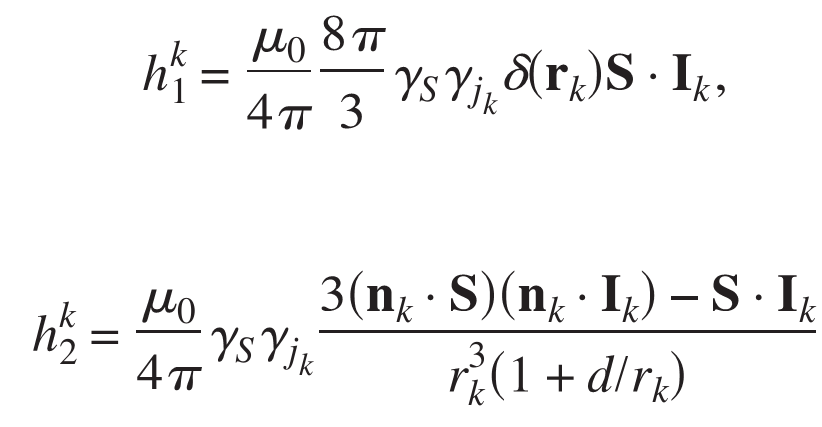 h_1^k = \frac{\mu_0}{4\pi} \frac{8\pi}{3} \gamma_S \gamma_{j_k} \delta(\mathbf{r}_k) \mathbf{S} \cdot \mathbf{I}_k,
h_2^k = \frac{\mu_0}{4\pi} \gamma_S \gamma_{j_k} \frac{3(\mathbf{n}_k \cdot \mathbf{S})(\mathbf{n}_k \cdot \mathbf{I}_k) - \mathbf{S} \cdot \mathbf{I}_k}{r_k^3(1 + d/r_k)}